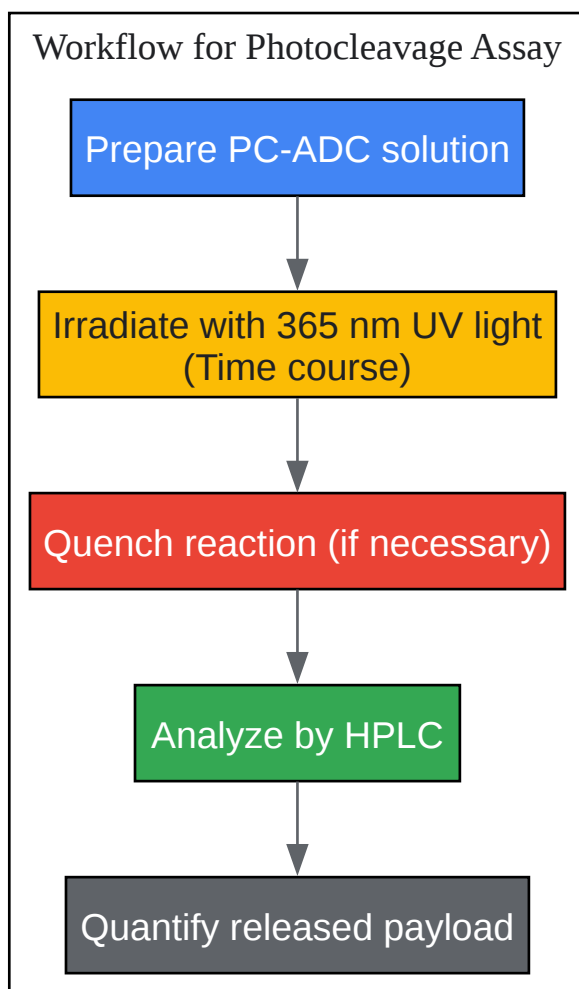 Workflow for Photocleavage Assay
Prepare PC-ADC solution
Irradiate with 365 nm UV light
(Time course)
Quench reaction (if necessary)
Analyze by HPLC
Quantify released payload